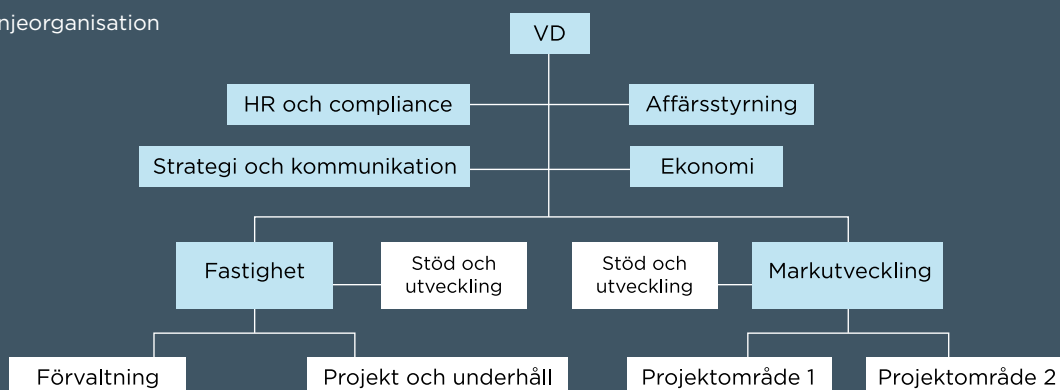 njeorganisation
VD
HR och compliance
Affärsstyrning
Strategi och kommunikation
Ekonomi
Fastighet
Stöd och
utveckling
Stöd och
utveckling
Markutveckling
Förvaltning
Projekt och underhåll
Projektområde 1
Projektområde 2